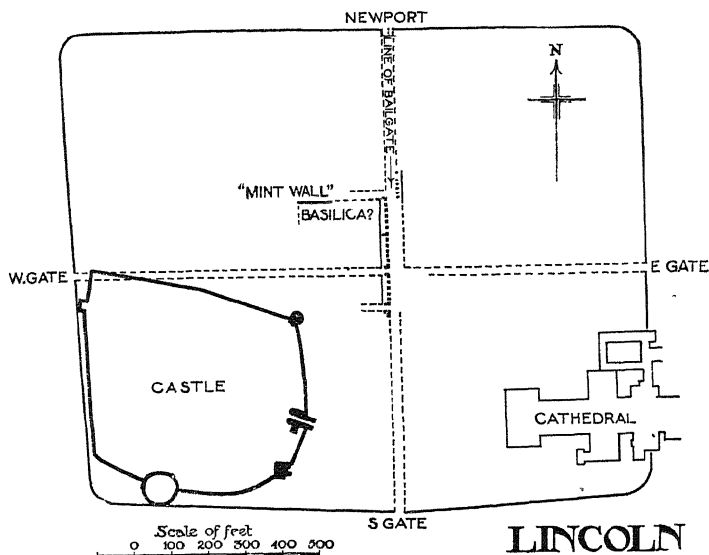 NEWPORT
LINE OF BAILGATE
N
"MINT WALL"
BASILICA?
W. GATE
E GATE
CASTLE
CATHEDRAL
S GATE
Scale of feet
0 100 200 300 400 500
LINCOLN